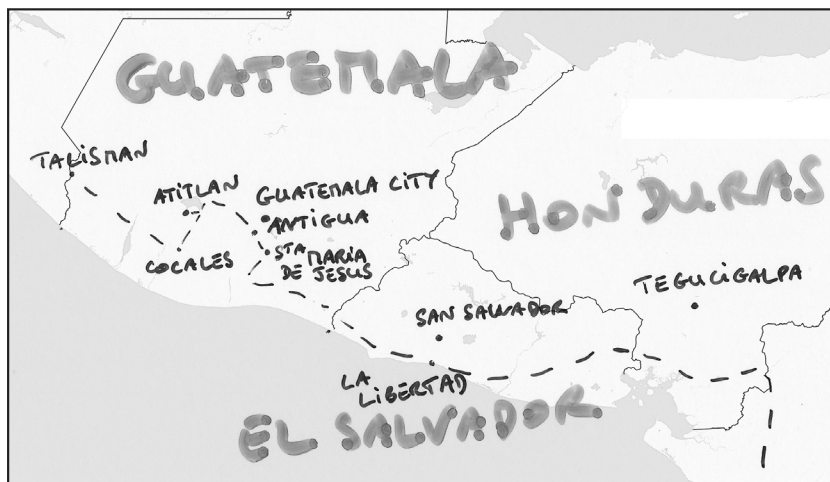 GUATEMALA
TALISMAN
ATITLAN
GUATEMALA CITY
ANTIGUA
COCALES
STA MARIA
DE JESUS
HONDURAS
TEGUCIGALPA
SAN SALVADOR
LA
LIBERTAD
EL SALVADOR